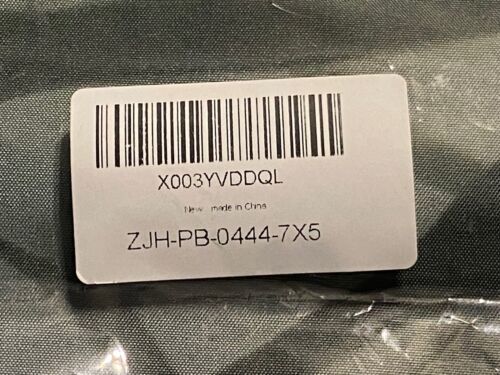 X003YVDDQL
New made in China
ZJH-PB-0444-7X5